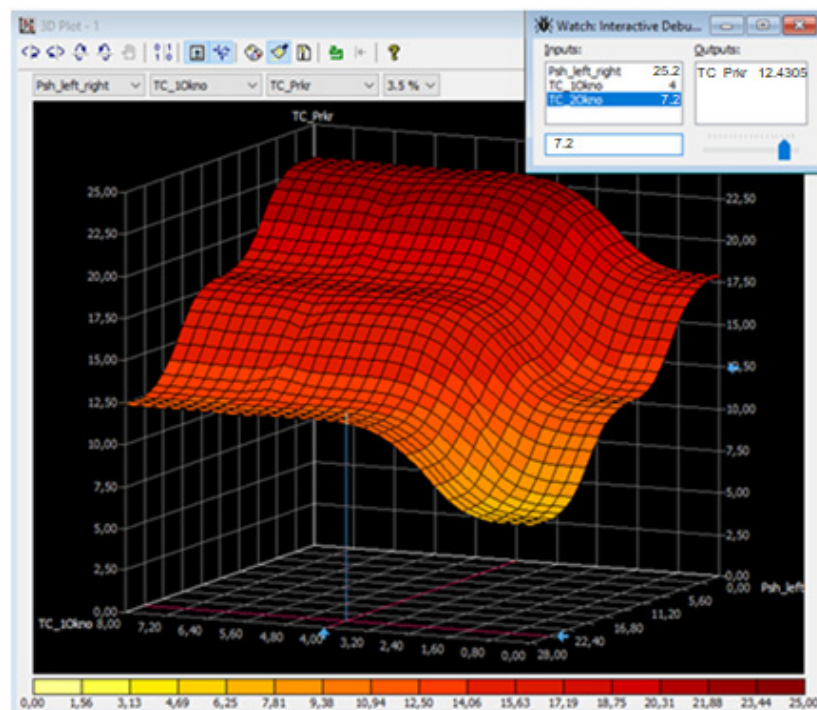 3D Plot - 1
Watch: Interactive Debu...
Inputs:
Outputs:
Psh_left_right 25.2
TC_1Okno 4
TC_2Okno 7.2
TC_Prkr 12.4305
7.2
Psh_left_right
TC_1Okno
TC_Prkr
3.5 %
TC_Prkr
25,00
22,50
20,00
17,50
15,00
12,50
10,00
7,50
5,00
2,50
0,00
22,50
20,00
17,50
15,00
12,50
10,00
7,50
5,00
2,50
0,00
TC_1Okno 8,00
7,20
6,40
5,60
4,80
4,00
3,20
2,40
1,60
0,80
0,00
28,00
22,40
16,80
11,20
5,60
0,00
Psh_left
0,00 1,56 3,13 4,69 6,25 7,81 9,38 10,94 12,50 14,06 15,63 17,19 18,75 20,31 21,88 23,44 25,00